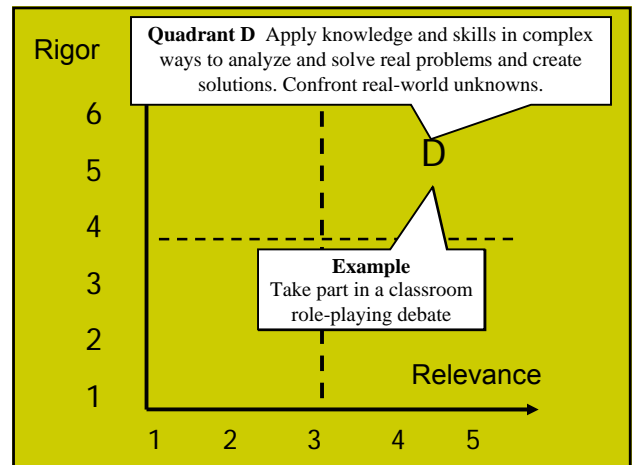 Rigor
Quadrant D Apply knowledge and skills in complex
ways to analyze and solve real problems and create
solutions. Confront real-world unknowns.
6
D
5
4
Example
Take part in a classroom
role-playing debate
3
2
Relevance
1
1 2 3 4 5